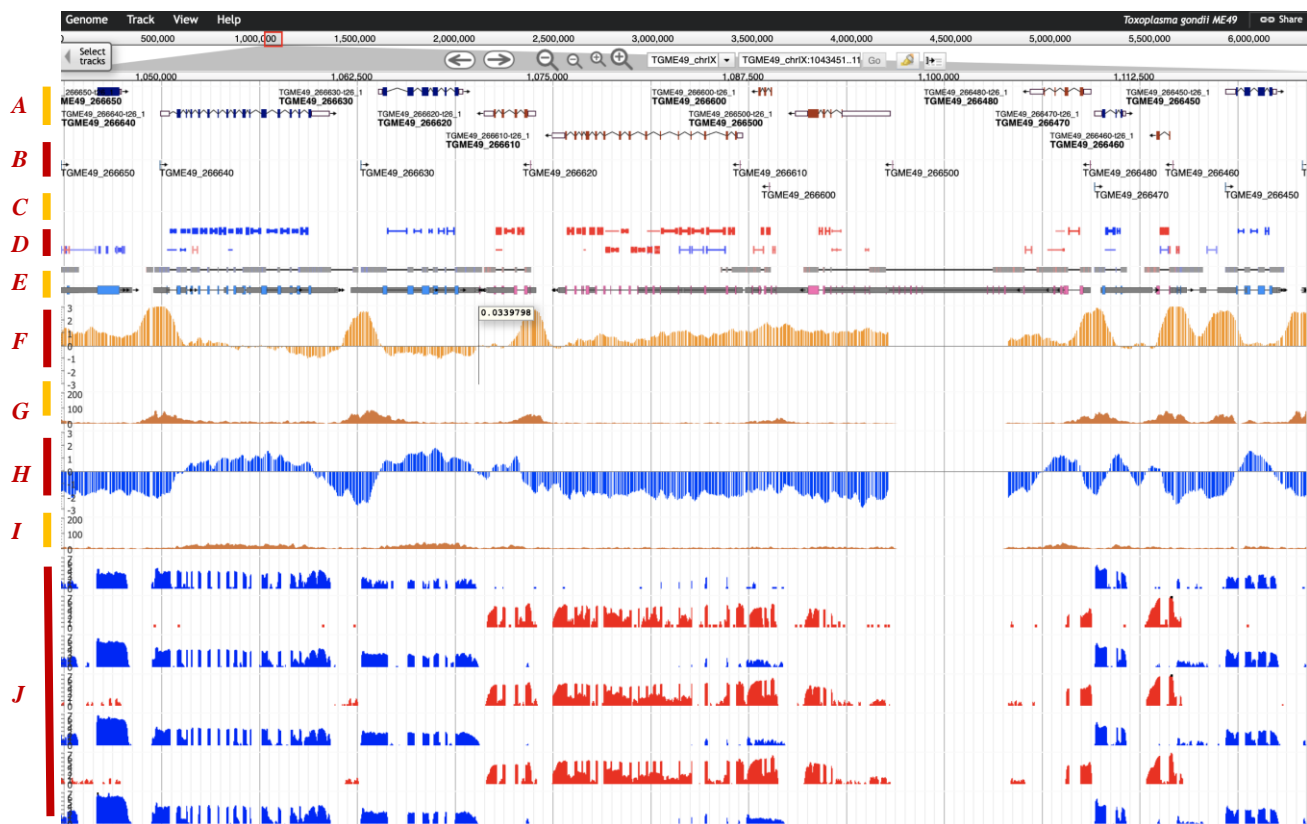 Genome Track View Help Toxoplasma gondii ME49 Share
500,000 1,000,000 1,500,000 2,000,000 2,500,000 3,000,000 3,500,000 4,000,000 4,500,000 5,000,000 5,500,000 6,000,000
Select tracks TGME49_chrIX TGME49_chrIX:1043451..11 Go
1,050,000 1,062,500 1,075,000 1,087,500 1,100,000 1,112,500
A
266650-t TGME49_266630-t26_1 TGME49_266600-t26_1 TGME49_266480-t26_1 TGME49_266450-t26_1
ME49_266650 TGME49_266630 TGME49_266600 TGME49_266480 TGME49_266450
TGME49_266640-t26_1 TGME49_266620-t26_1 TGME49_266500-t26_1 TGME49_266470-t26_1
TGME49_266640 TGME49_266620 TGME49_266500 TGME49_266470
TGME49_266610-t26_1 TGME49_266460-t26_1
TGME49_266610 TGME49_266460
B
TGME49_266650 TGME49_266640 TGME49_266630 TGME49_266620 TGME49_266610 TGME49_266500 TGME49_266480 TGME49_266460
TGME49_266600 TGME49_266470 TGME49_266450
C
D
E
F
3
2
1
0
-1
-2
-3
0.0339798
G
200
100
0
H
3
2
1
0
-2
-3
I
200
100
0
J